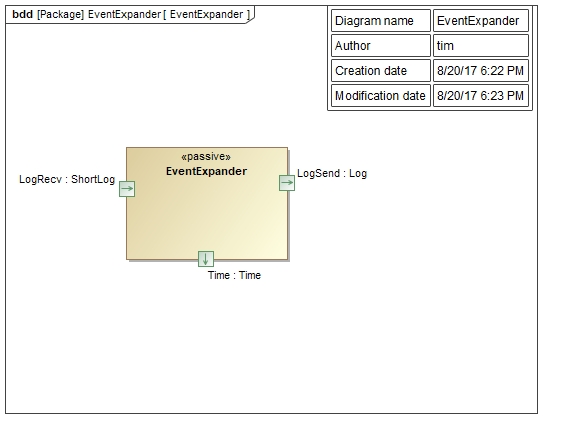 bdd [Package] EventExpander [ EventExpander ]
Diagram name EventExpander
Author tim
Creation date 8/20/17 6:22 PM
Modification date 8/20/17 6:23 PM
«passive»
EventExpander
LogRecv : ShortLog
LogSend : Log
Time : Time